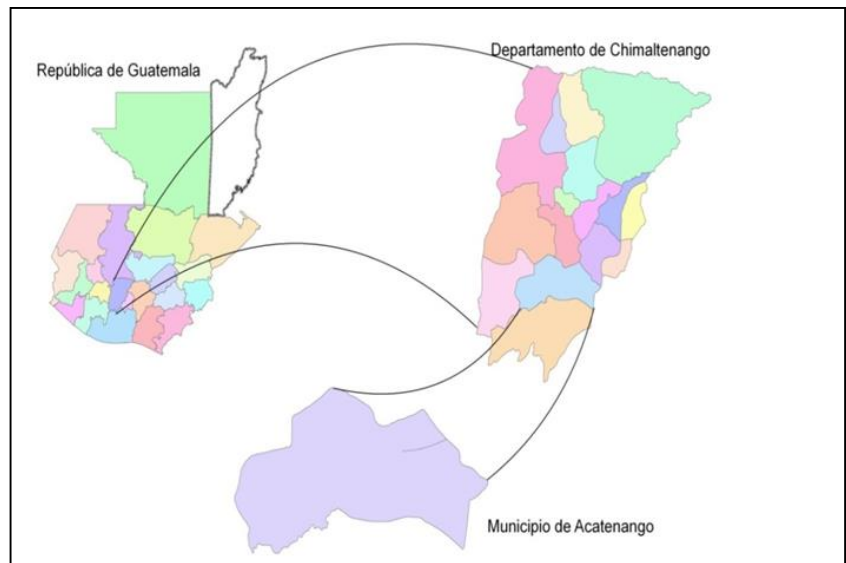 Departamento de Chimaltenango
República de Guatemala
Municipio de Acatenango